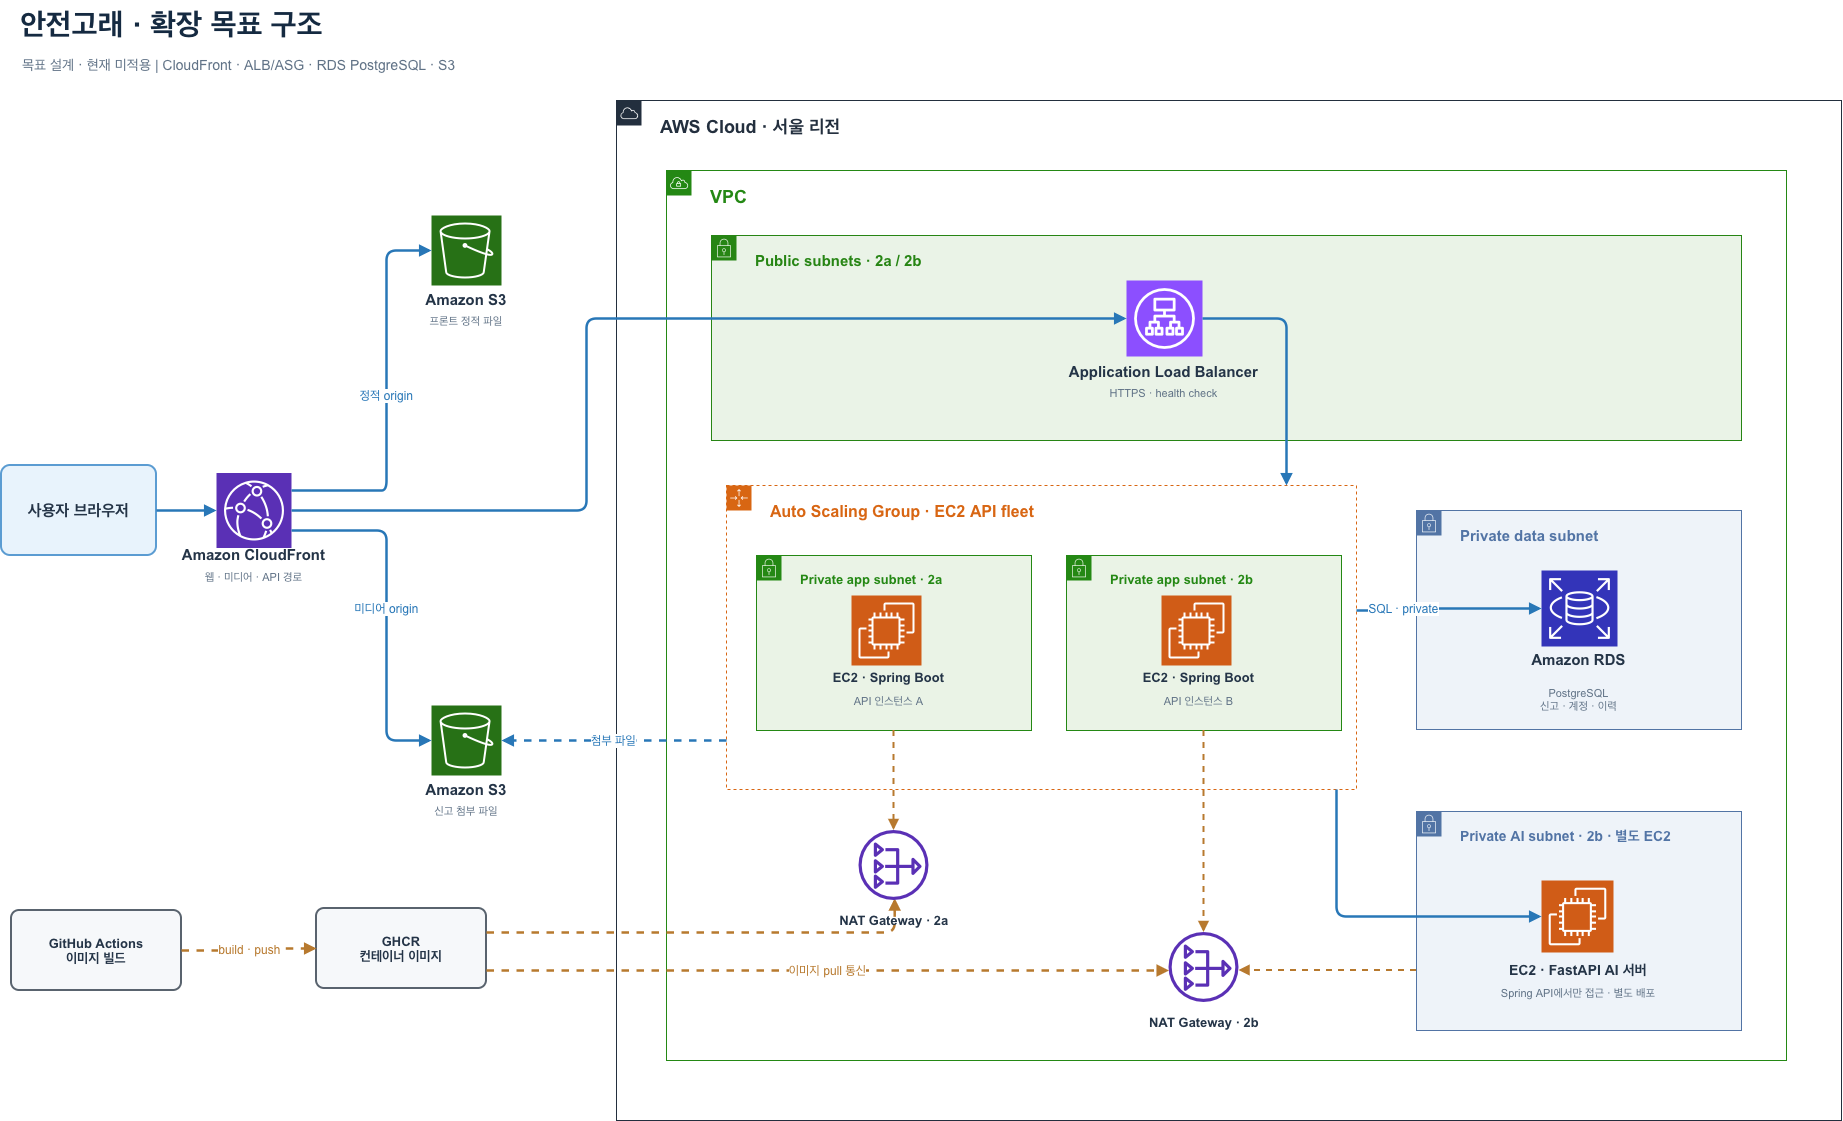 안전고래 · 확장 목표 구조
목표 설계 · 현재 미적용 | CloudFront · ALB/ASG · RDS PostgreSQL · S3
AWS Cloud · 서울 리전
VPC
Public subnets · 2a / 2b
Application Load Balancer
HTTPS · health check
Amazon S3
프론트 정적 파일
정적 origin
사용자 브라우저
Amazon CloudFront
웹 · 미디어 · API 경로
미디어 origin
Amazon S3
신고 첨부 파일
첨부 파일
Auto Scaling Group · EC2 API fleet
Private app subnet · 2a
EC2 · Spring Boot
API 인스턴스 A
Private app subnet · 2b
EC2 · Spring Boot
API 인스턴스 B
SQL · private
Private data subnet
Amazon RDS
PostgreSQL
신고 · 계정 · 이력
Private AI subnet · 2b · 별도 EC2
EC2 · FastAPI AI 서버
Spring API에서만 접근 · 별도 배포
NAT Gateway · 2a
NAT Gateway · 2b
GitHub Actions
이미지 빌드
build · push
GHCR
컨테이너 이미지
이미지 pull 통신